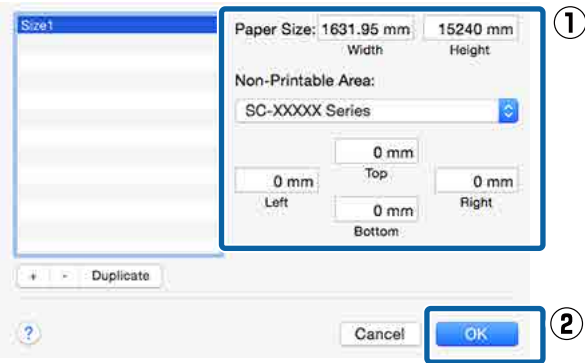 Size1
Paper Size: 1631.95 mm 15240 mm
Width Height
Non-Printable Area:
SC-XXXXX Series
0 mm
Top
0 mm 0 mm
Left Right
0 mm
Bottom
+ - Duplicate
? Cancel OK
①
②